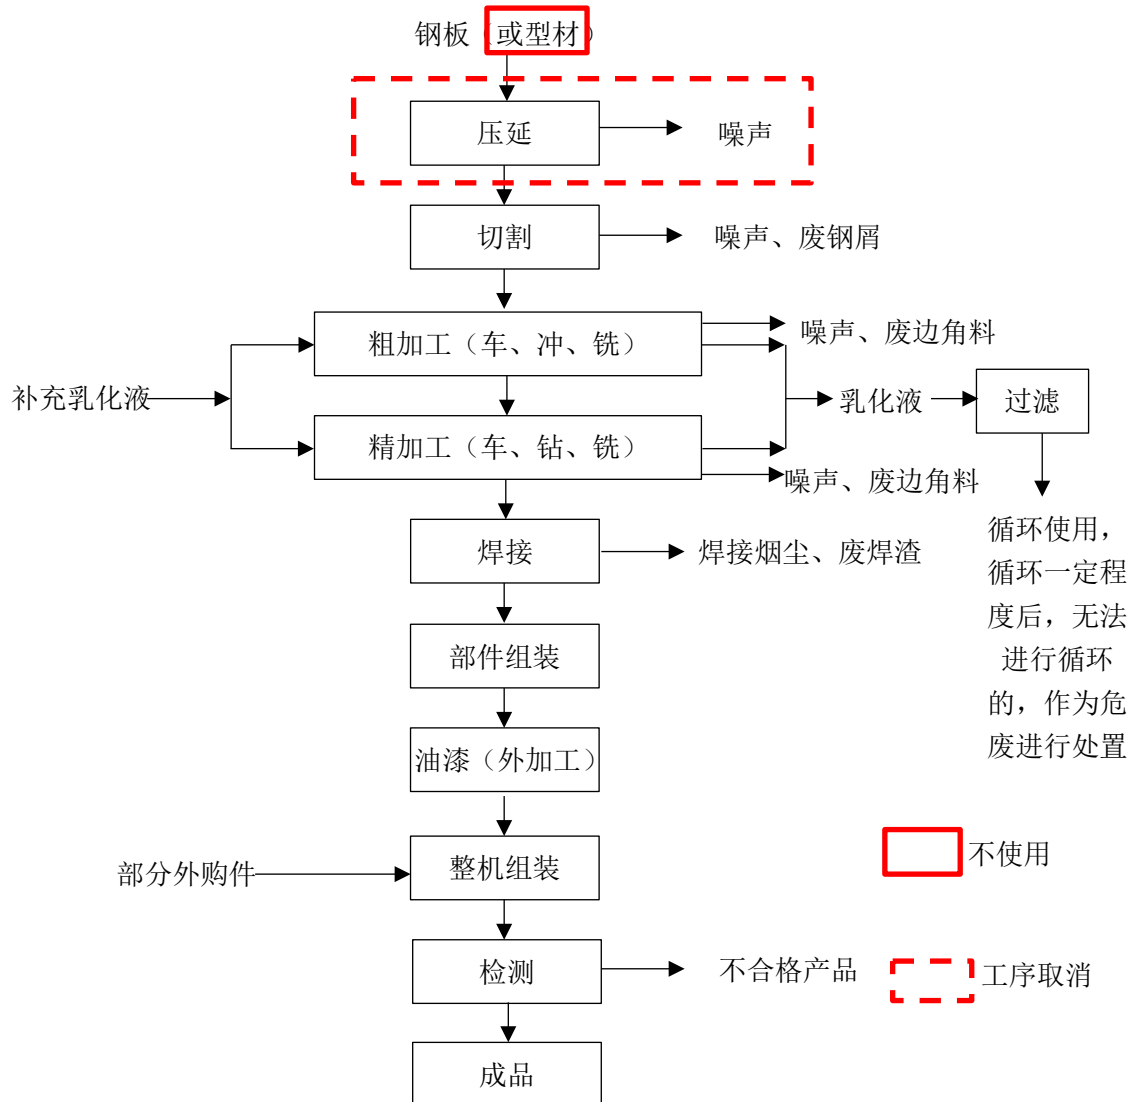 钢板（或型材）
压延
噪声
切割
噪声、废钢屑
粗加工（车、冲、铣）
噪声、废边角料
补充乳化液
乳化液
过滤
精加工（车、钻、铣）
噪声、废边角料
循环使用，
循环一定程
度后，无法
进行循环
的，作为危
废进行处置
焊接
焊接烟尘、废焊渣
部件组装
油漆（外加工）
部分外购件
整机组装
不使用
检测
不合格产品
工序取消
成品